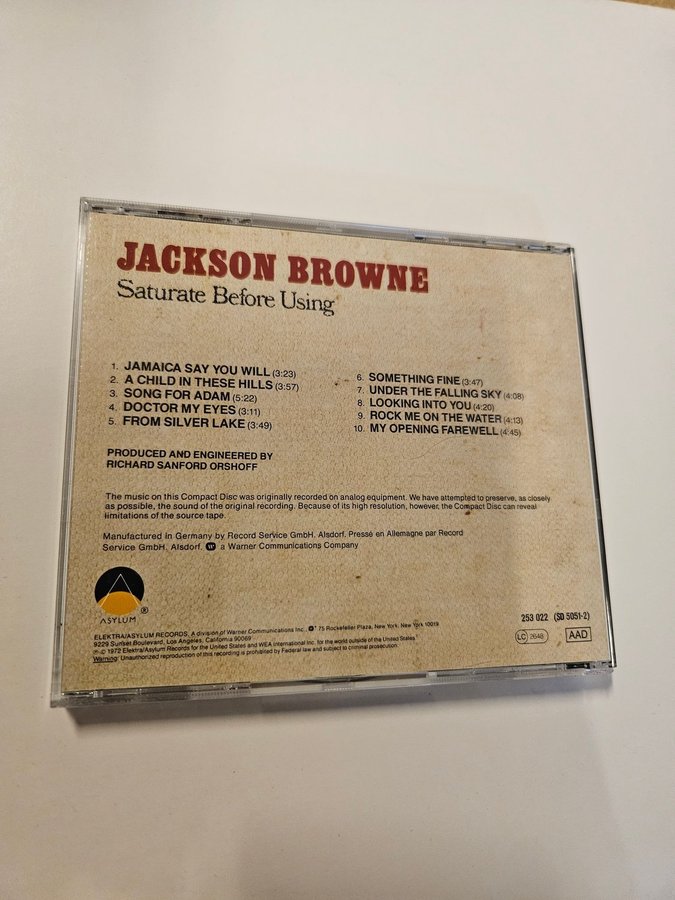 JACKSON BROWNE
Saturate Before Using
1. JAMAICA SAY YOU WILL (3:23)
2. A CHILD IN THESE HILLS (3:57)
3. SONG FOR ADAM (5:22)
4. DOCTOR MY EYES (3:11)
5. FROM SILVER LAKE (3:49)
6. SOMETHING FINE (3:47)
7. UNDER THE FALLING SKY (4:08)
8. LOOKING INTO YOU (4:20)
9. ROCK ME ON THE WATER (4:13)
10. MY OPENING FAREWELL (4:45)
PRODUCED AND ENGINEERED BY
RICHARD SANFORD ORSHOFF
The music on this Compact Disc was originally recorded on analog equipment. We have attempted to preserve, as closely
as possible, the sound of the original recording. Because of its high resolution, however, the Compact Disc can reveal
limitations of the source tape.
Manufactured in Germany by Record Service GmbH, Alsdorf. Pressé en Allemagne par Record
Service GmbH, Alsdorf. a Warner Communications Company
ASYLUM ®
253 022 (SD 5051-2)
LC 2648
AAD
ELEKTRA/ASYLUM RECORDS, A division of Warner Communications Inc., 75 Rockefeller Plaza, New York, New York 10019
9229 Sunset Boulevard, Los Angeles, California 90069
℗ © 1972 Elektra/Asylum Records for the United States and WEA International Inc. for the world outside of the United States
Warning: Unauthorized reproduction of this recording is prohibited by Federal law and subject to criminal prosecution.